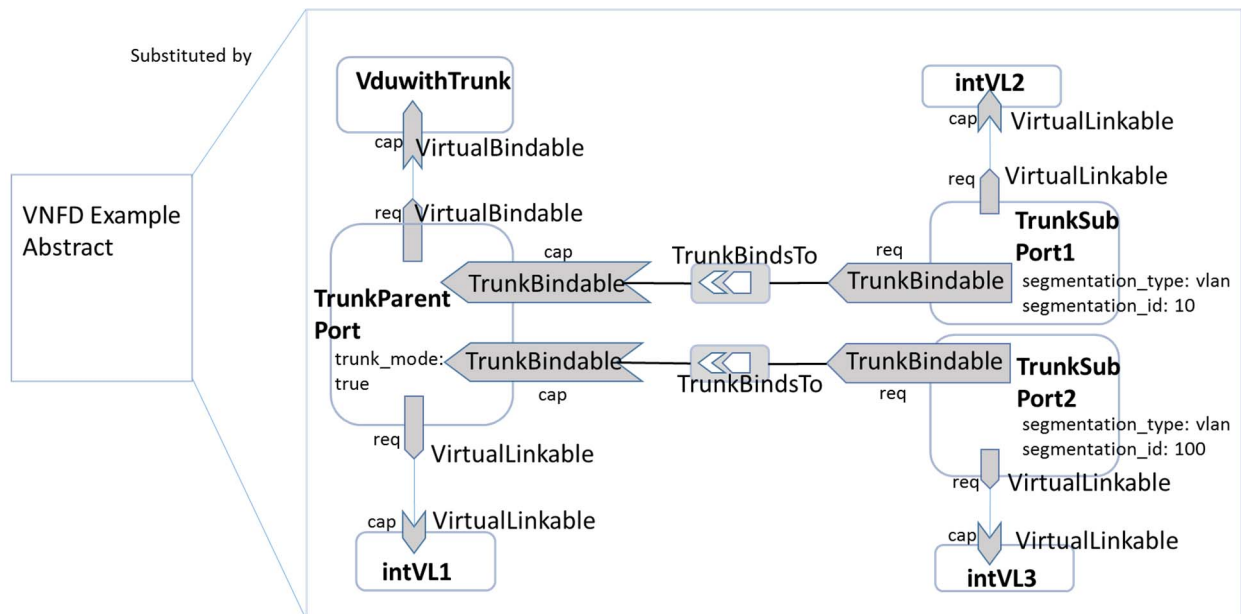 Substituted by
VNFD Example
Abstract
VduwithTrunk
cap
VirtualBindable
req
VirtualBindable
TrunkParent
Port
trunk_mode:
true
cap
TrunkBindable
TrunkBindable
cap
TrunkBindsTo
TrunkBindsTo
req
TrunkBindable
TrunkBindable
req
intVL2
cap
VirtualLinkable
req
VirtualLinkable
TrunkSub
Port1
segmentation_type: vlan
segmentation_id: 10
TrunkSub
Port2
segmentation_type: vlan
segmentation_id: 100
req
VirtualLinkable
cap
VirtualLinkable
intVL1
req
VirtualLinkable
cap
VirtualLinkable
intVL3